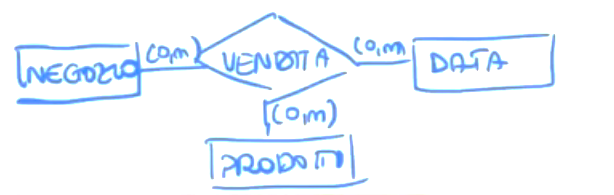 NEGOZIO (0,m) VENDITA (0,m) DATA
(0,m)
PRODOTTI